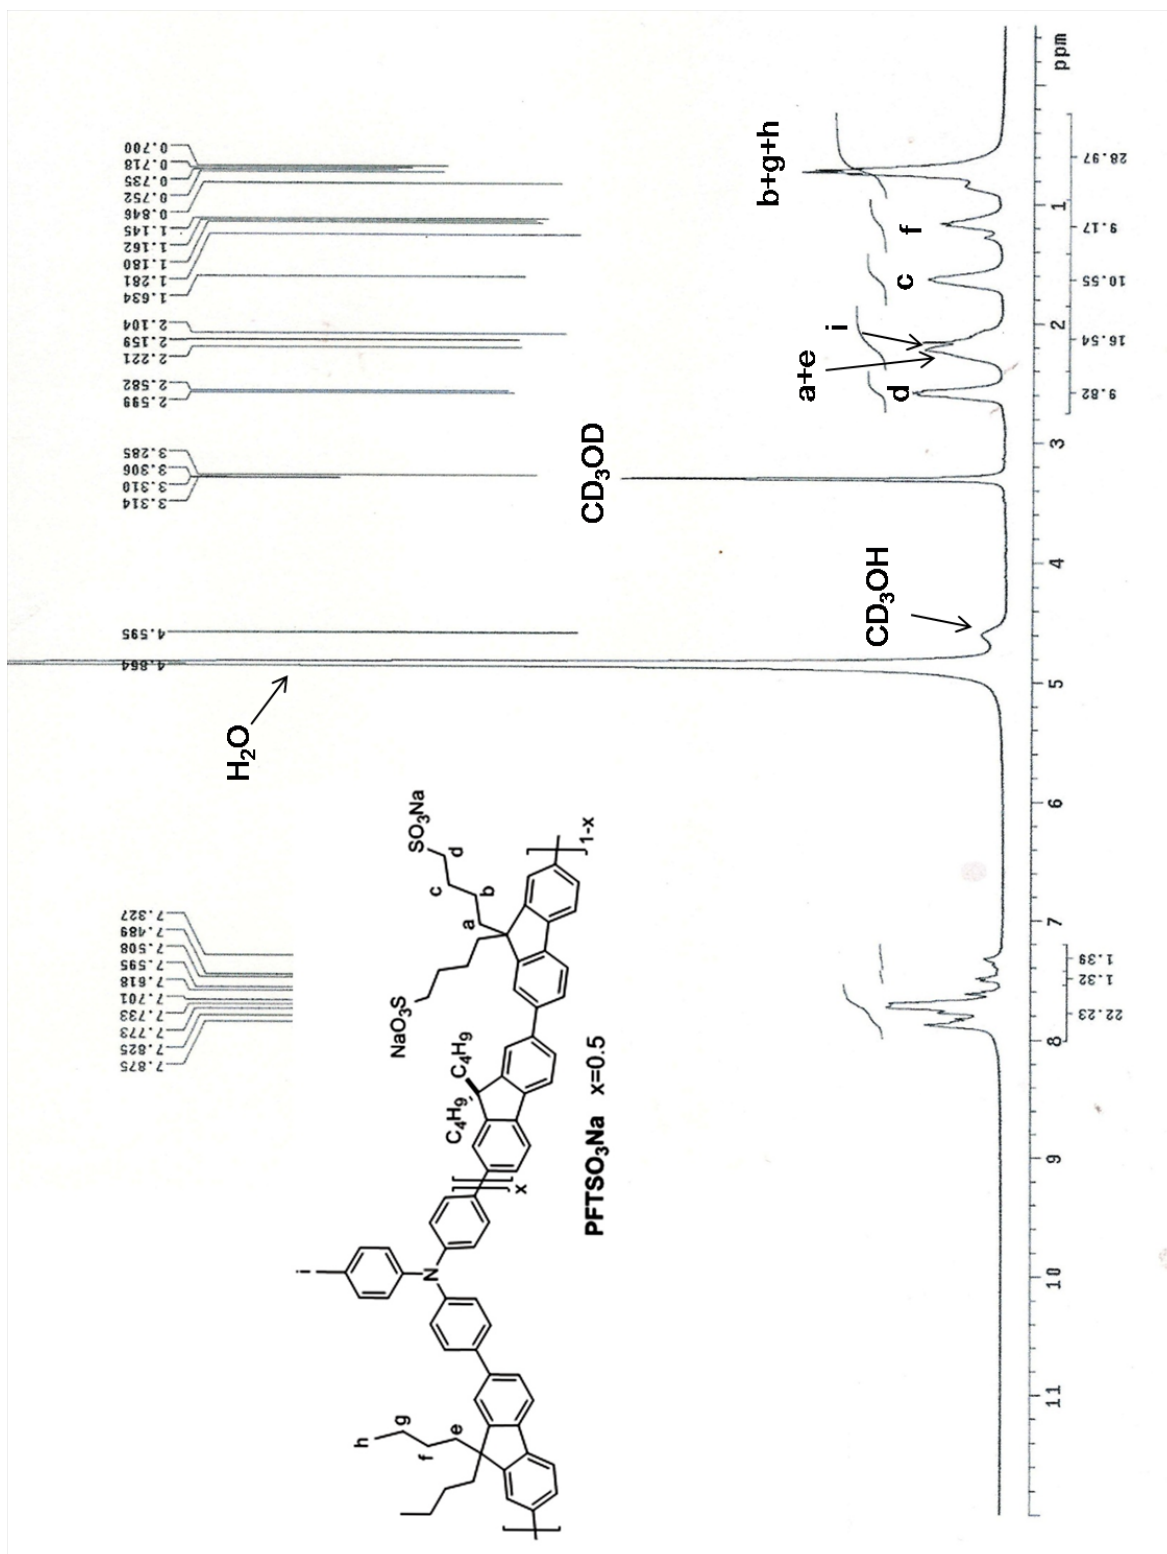 7.875
7.825
7.773
7.733
7.701
7.618
7.595
7.508
7.489
7.327
4.864
4.595
3.314
3.310
3.306
3.285
2.599
2.582
2.221
2.159
2.104
1.634
1.281
1.180
1.162
1.145
0.846
0.752
0.735
0.718
0.700
H₂O
CD₃OD
CD₃OH
h
g
f
e
i
N
x
C₄H₉
C₄H₉
NaO₃S
SO₃Na
a
b
c
d
1-x
PFTSO₃Na x=0.5
d
a+e
i
c
f
b+g+h
11
10
9
8
7
6
5
4
3
2
1
ppm
22.23
1.32
1.39
9.82
16.54
10.55
9.17
28.97